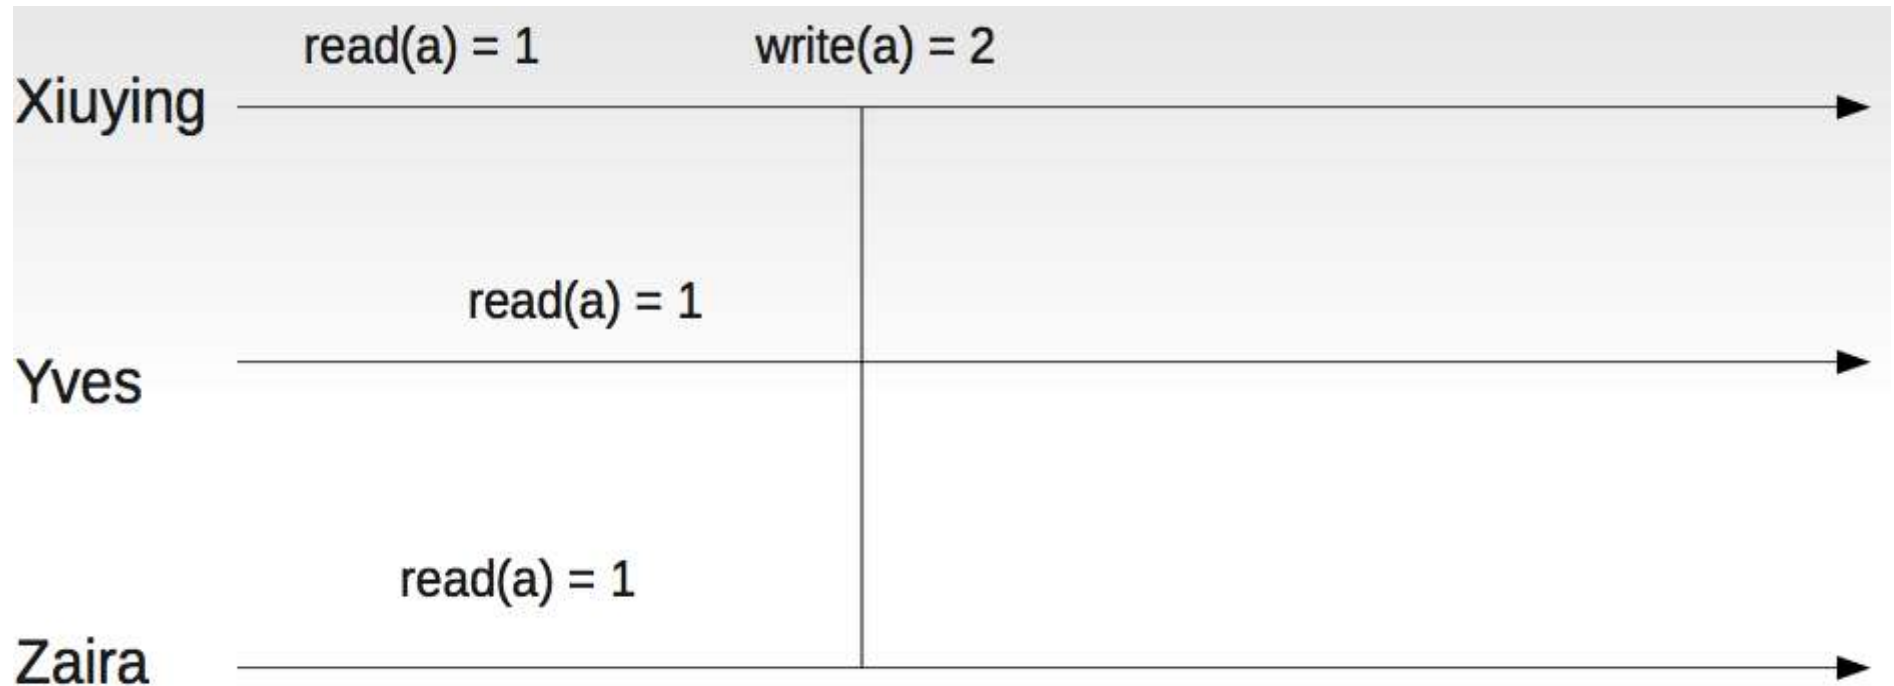 read(a) = 1 write(a) = 2
Xiuying
read(a) = 1
Yves
read(a) = 1
Zaira